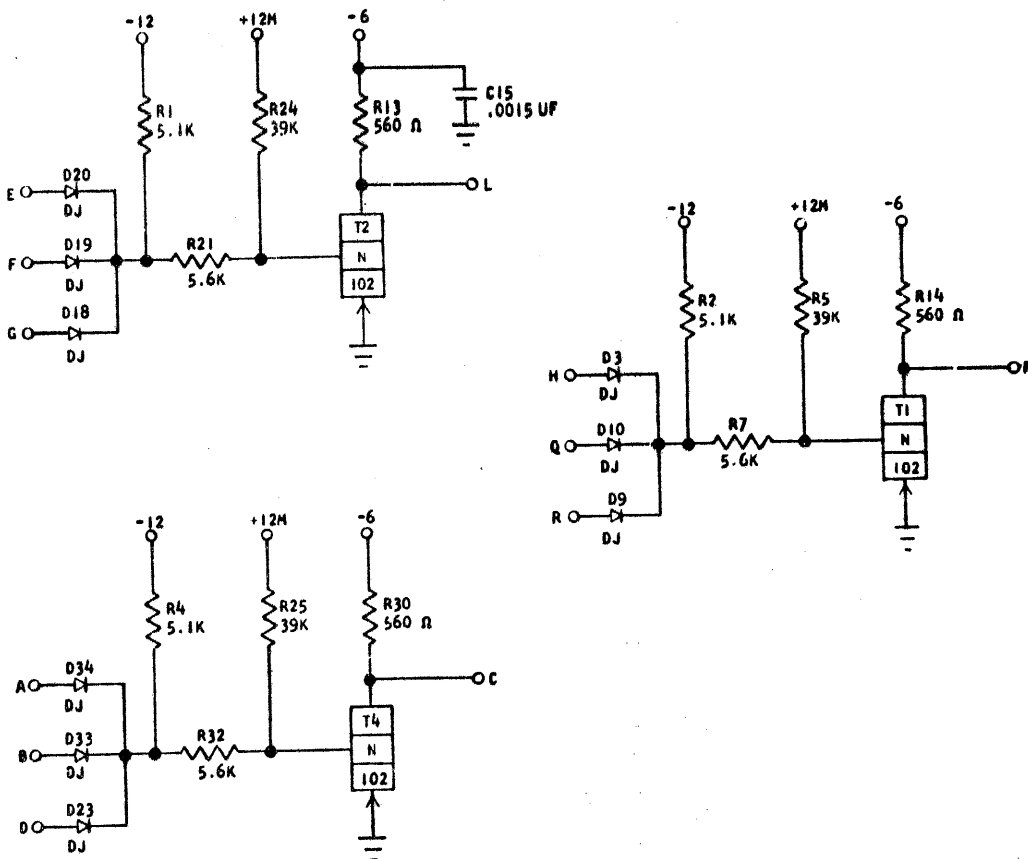 -12
+12M
-6
R1
5.1K
R24
39K
R13
560 Ω
C15
.0015 UF
E
D20
DJ
L
T2
N
102
F
D19
DJ
R21
5.6K
G
D18
DJ
-12
+12M
-6
R2
5.1K
R5
39K
R14
560 Ω
H
D3
DJ
T1
N
102
Q
D10
DJ
R7
5.6K
R
D9
DJ
-12
+12M
-6
R4
5.1K
R25
39K
R30
560 Ω
A
D34
DJ
C
T4
N
102
B
D33
DJ
R32
5.6K
D
D23
DJ